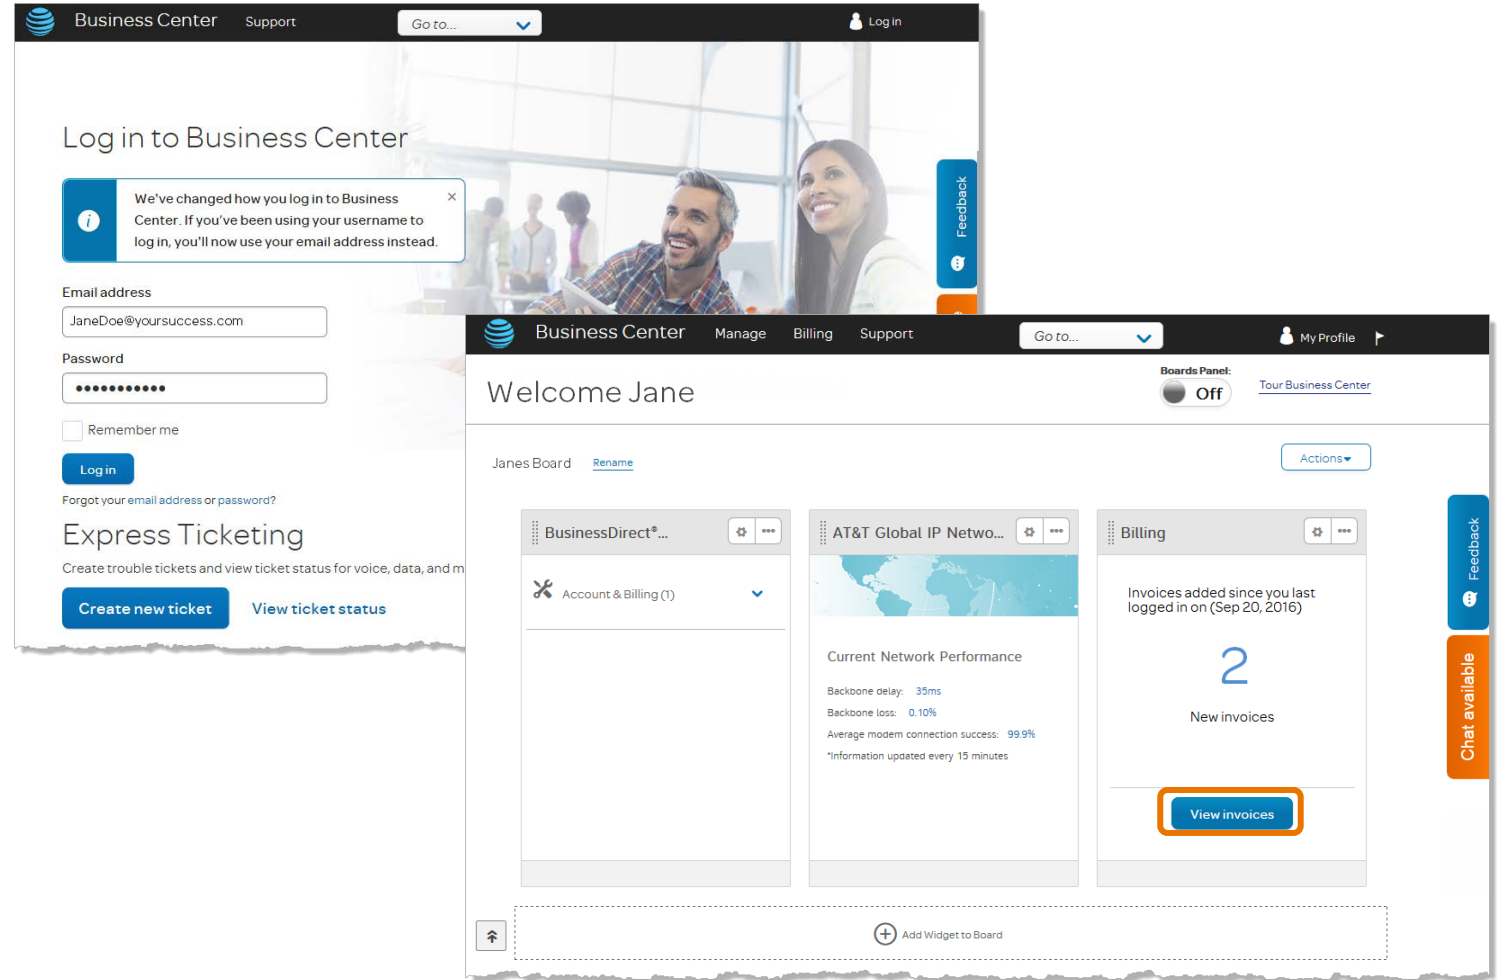 Business Center
Support
Go to...
Log in
Log in to Business Center
We've changed how you log in to Business
Center. If you've been using your username to
log in, you'll now use your email address instead.
×
i
Email address
JaneDoe@yoursuccess.com
Password
•••••••••••
Remember me
Log in
Forgot your email address or password?
Express Ticketing
Create trouble tickets and view ticket status for voice, data, and m
Create new ticket
View ticket status
Feedback
Business Center
Manage
Billing
Support
Go to...
My Profile
Welcome Jane
Boards Panel:
Off
Tour Business Center
Janes Board
Rename
Actions
BusinessDirect®...
Account & Billing (1)
AT&T Global IP Netwo...
Current Network Performance
Backbone delay: 35ms
Backbone loss: 0.10%
Average modem connection success: 99.9%
*Information updated every 15 minutes
Billing
Invoices added since you last
logged in on (Sep 20, 2016)
2
New invoices
View invoices
Feedback
Chat available
Add Widget to Board